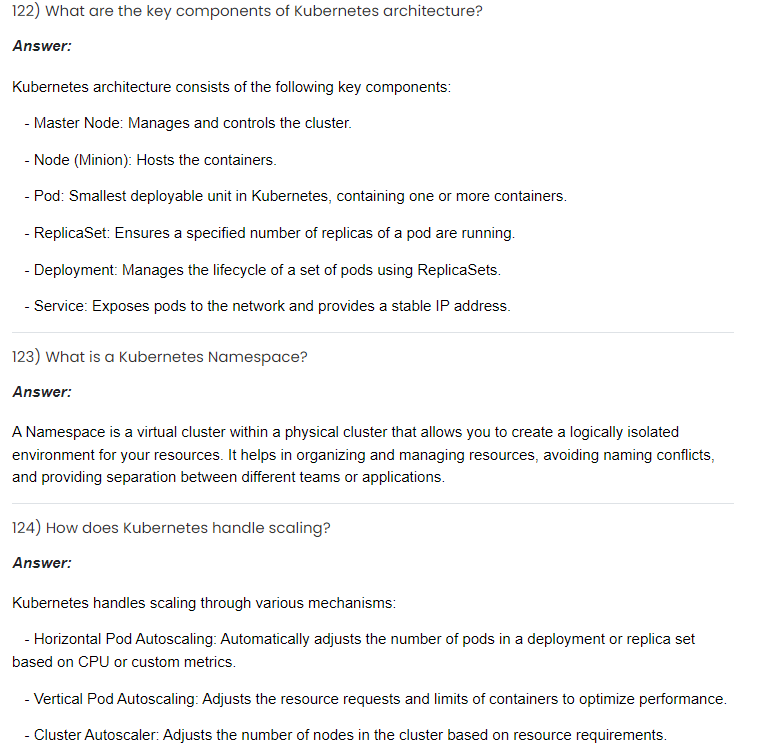 122) What are the key components of Kubernetes architecture?
Answer:
Kubernetes architecture consists of the following key components:
- Master Node: Manages and controls the cluster.
- Node (Minion): Hosts the containers.
- Pod: Smallest deployable unit in Kubernetes, containing one or more containers.
- ReplicaSet: Ensures a specified number of replicas of a pod are running.
- Deployment: Manages the lifecycle of a set of pods using ReplicaSets.
- Service: Exposes pods to the network and provides a stable IP address.
123) What is a Kubernetes Namespace?
Answer:
A Namespace is a virtual cluster within a physical cluster that allows you to create a logically isolated
environment for your resources. It helps in organizing and managing resources, avoiding naming conflicts,
and providing separation between different teams or applications.
124) How does Kubernetes handle scaling?
Answer:
Kubernetes handles scaling through various mechanisms:
- Horizontal Pod Autoscaling: Automatically adjusts the number of pods in a deployment or replica set
based on CPU or custom metrics.
- Vertical Pod Autoscaling: Adjusts the resource requests and limits of containers to optimize performance.
- Cluster Autoscaler: Adjusts the number of nodes in the cluster based on resource requirements.